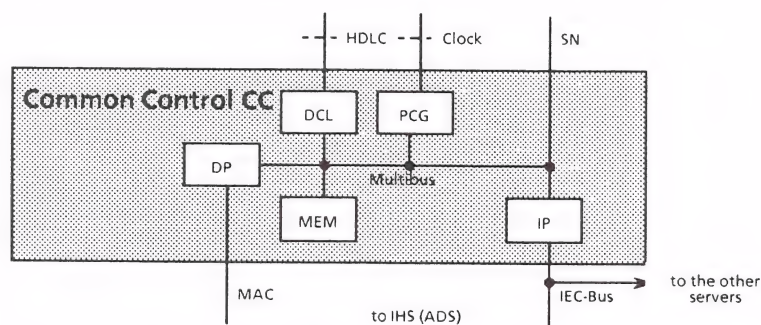 HDLC
Clock
SN
Common Control CC
DCL
PCG
DP
Multibus
MEM
IP
MAC
IEC-Bus
to the other
servers
to IHS (ADS)